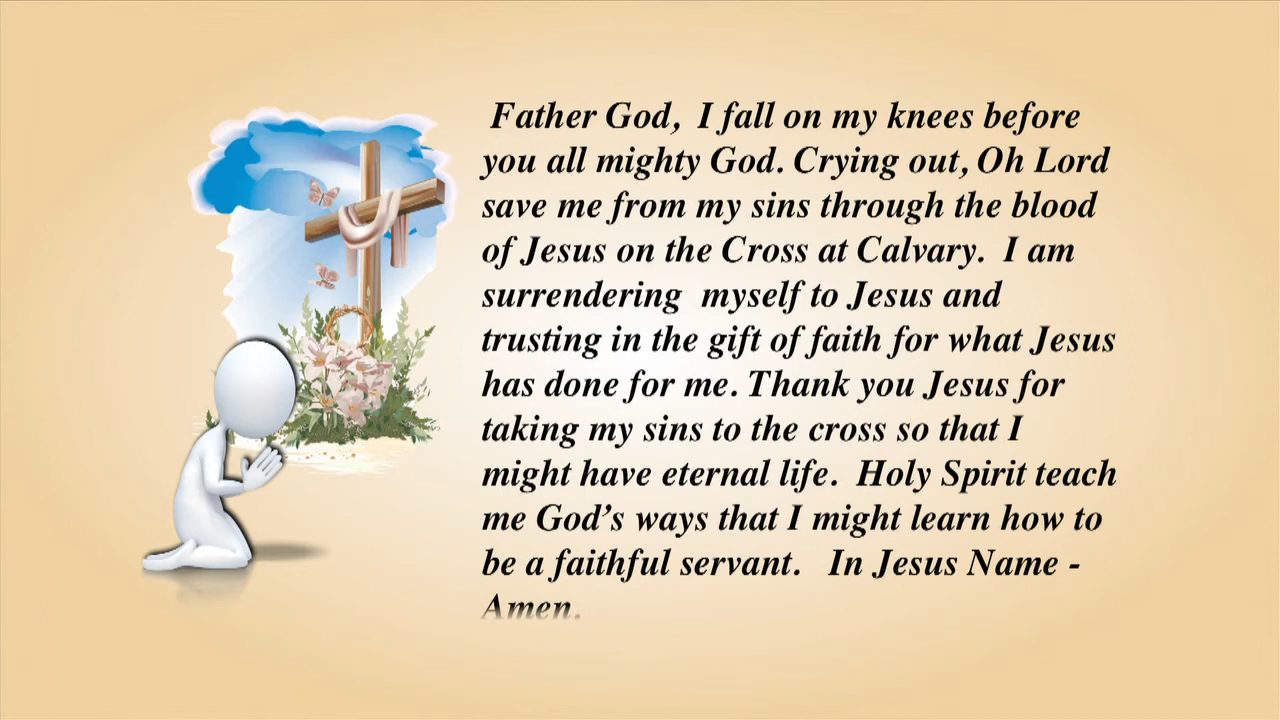 Father God,  I fall on my knees before
you all mighty God. Crying out, Oh Lord
save me from my sins through the blood
of Jesus on the Cross at Calvary.  I am
surrendering  myself to Jesus and
trusting in the gift of faith for what Jesus
has done for me. Thank you Jesus for
taking my sins to the cross so that I
might have eternal life.  Holy Spirit teach
me God’s ways that I might learn how to
be a faithful servant.   In Jesus Name -
Amen.